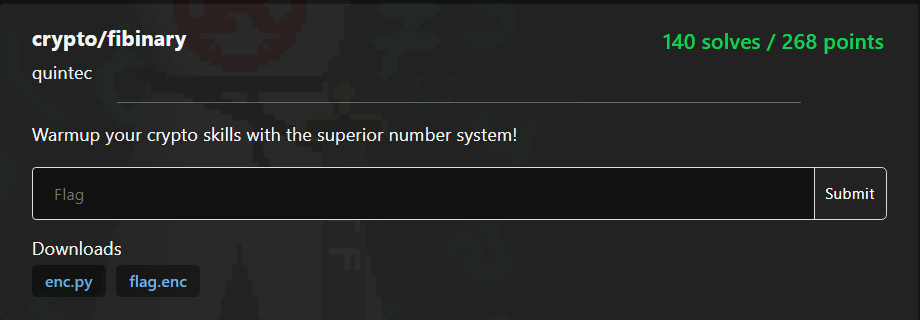 crypto/fibinary
140 solves / 268 points
quintec
Warmup your crypto skills with the superior number system!
Flag
Submit
Downloads
enc.py
flag.enc